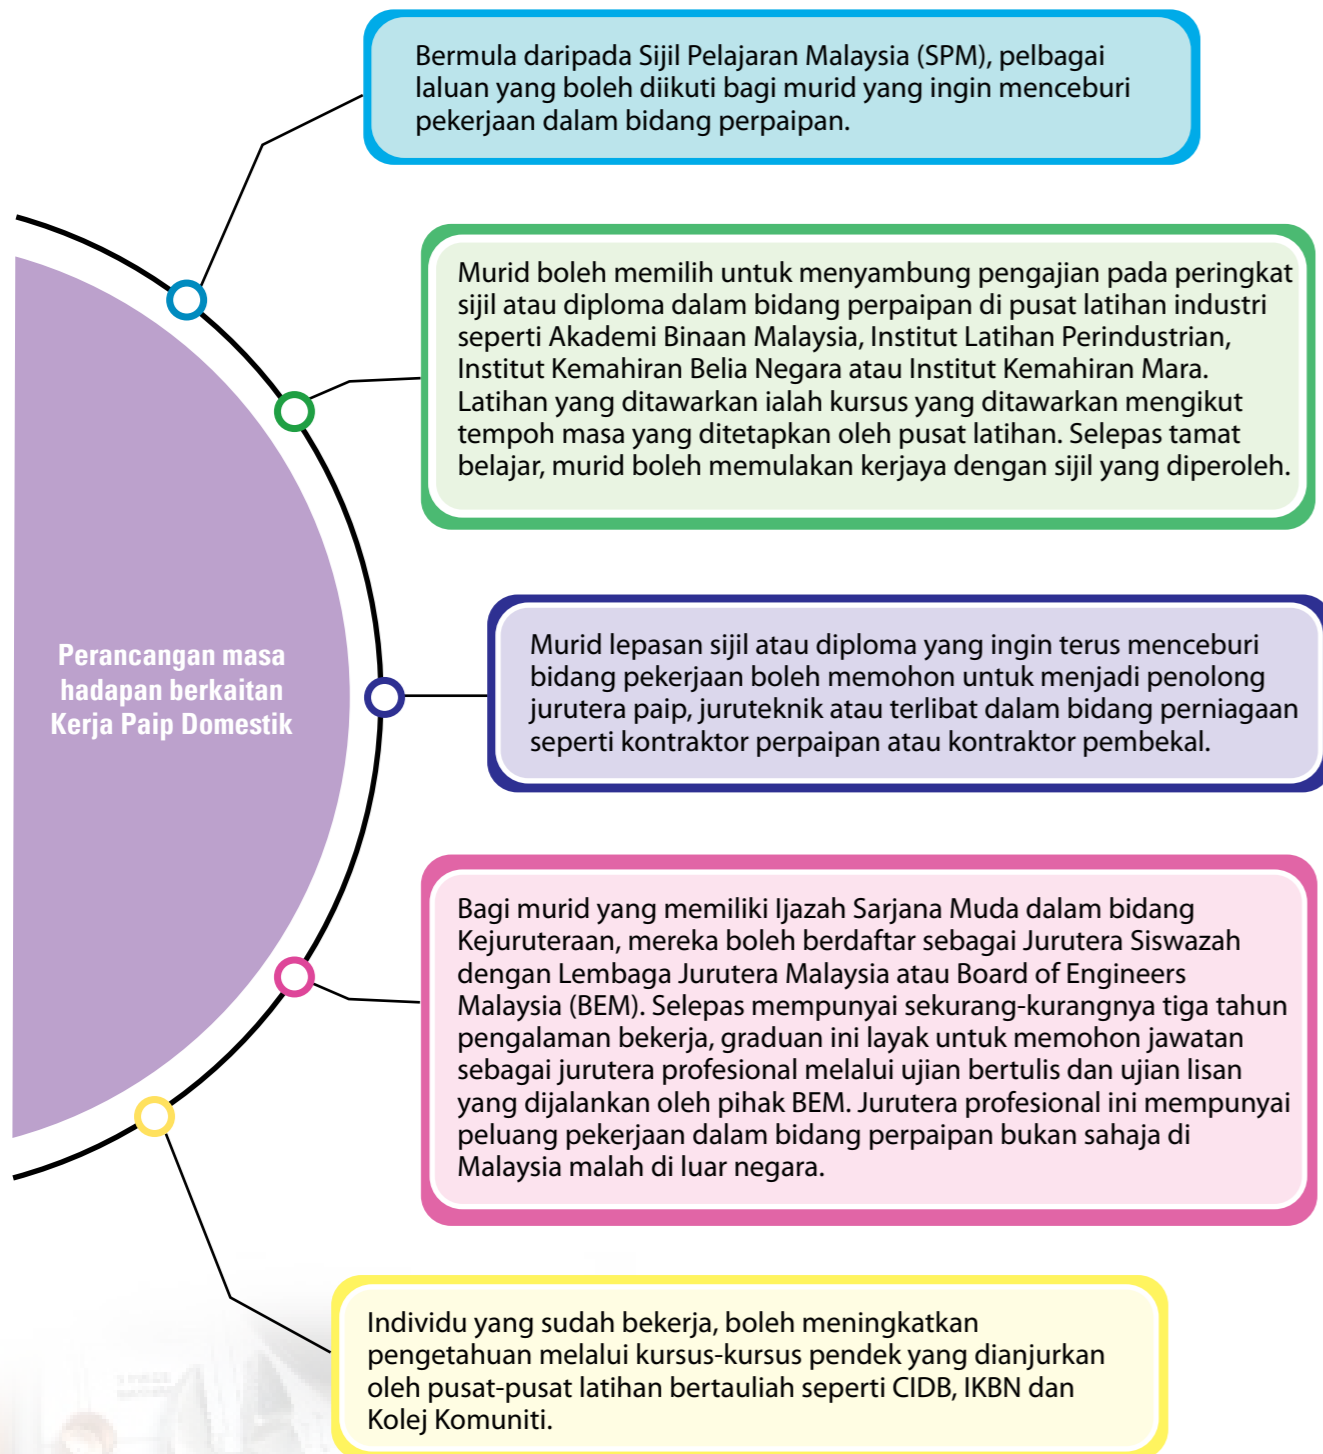 Bermula daripada Sijil Pelajaran Malaysia (SPM), pelbagai
laluan yang boleh diikuti bagi murid yang ingin menceburi
pekerjaan dalam bidang perpaipan.
Murid boleh memilih untuk menyambung pengajian pada peringkat
sijil atau diploma dalam bidang perpaipan di pusat latihan industri
seperti Akademi Binaan Malaysia, Institut Latihan Perindustrian,
Institut Kemahiran Belia Negara atau Institut Kemahiran Mara.
Latihan yang ditawarkan ialah kursus yang ditawarkan mengikut
tempoh masa yang ditetapkan oleh pusat latihan. Selepas tamat
belajar, murid boleh memulakan kerjaya dengan sijil yang diperoleh.
Perancangan masa
hadapan berkaitan
Kerja Paip Domestik
Murid lepasan sijil atau diploma yang ingin terus menceburi
bidang pekerjaan boleh memohon untuk menjadi penolong
jurutera paip, juruteknik atau terlibat dalam bidang perniagaan
seperti kontraktor perpaipan atau kontraktor pembekal.
Bagi murid yang memiliki Ijazah Sarjana Muda dalam bidang
Kejuruteraan, mereka boleh berdaftar sebagai Jurutera Siswazah
dengan Lembaga Jurutera Malaysia atau Board of Engineers
Malaysia (BEM). Selepas mempunyai sekurang-kurangnya tiga tahun
pengalaman bekerja, graduan ini layak untuk memohon jawatan
sebagai jurutera profesional melalui ujian bertulis dan ujian lisan
yang dijalankan oleh pihak BEM. Jurutera profesional ini mempunyai
peluang pekerjaan dalam bidang perpaipan bukan sahaja di
Malaysia malah di luar negara.
Individu yang sudah bekerja, boleh meningkatkan
pengetahuan melalui kursus-kursus pendek yang dianjurkan
oleh pusat-pusat latihan bertauliah seperti CIDB, IKBN dan
Kolej Komuniti.